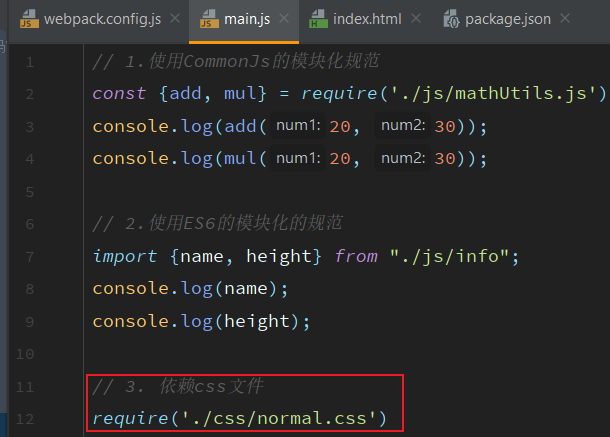 webpack.config.js main.js index.html package.json
1 // 1.使用CommonJs的模块化规范
2 const {add, mul} = require('./js/mathUtils.js')
3 console.log(add( num1: 20, num2: 30));
4 console.log(mul( num1: 20, num2: 30));
5
6 // 2.使用ES6的模块化的规范
7 import {name, height} from "./js/info";
8 console.log(name);
9 console.log(height);
10
11 // 3. 依赖css文件
12 require('./css/normal.css')